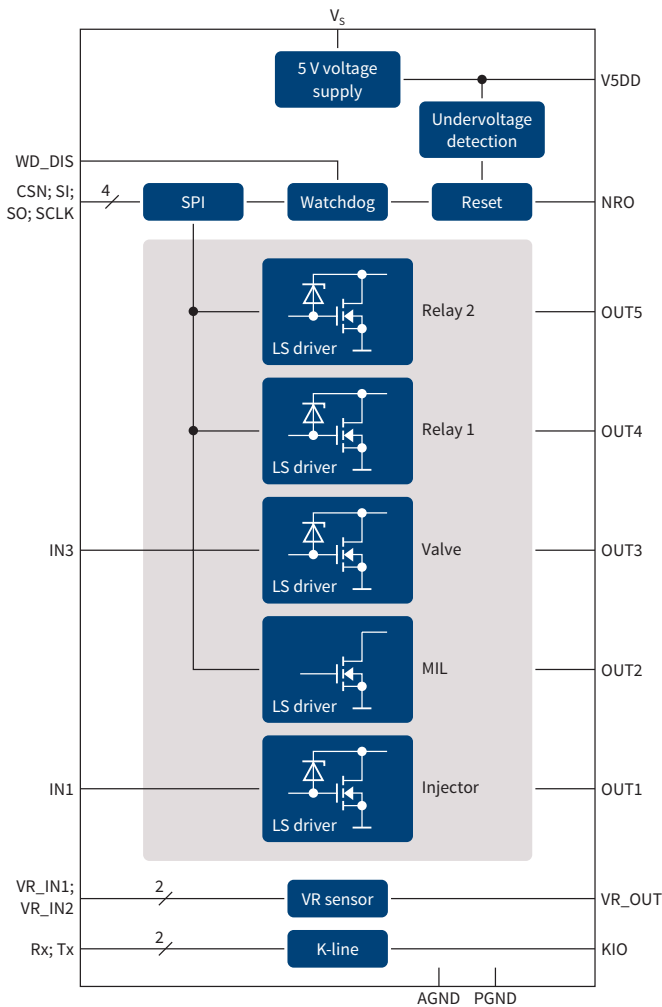 Vs
5 V voltage
supply
V5DD
Undervoltage
detection
WD_DIS
CSN; SI;
SO; SCLK
4
SPI
Watchdog
Reset
NRO
LS driver
Relay 2
OUT5
LS driver
Relay 1
OUT4
IN3
LS driver
Valve
OUT3
LS driver
MIL
OUT2
IN1
LS driver
Injector
OUT1
VR_IN1;
VR_IN2
2
VR sensor
VR_OUT
Rx; Tx
2
K-line
KIO
AGND PGND